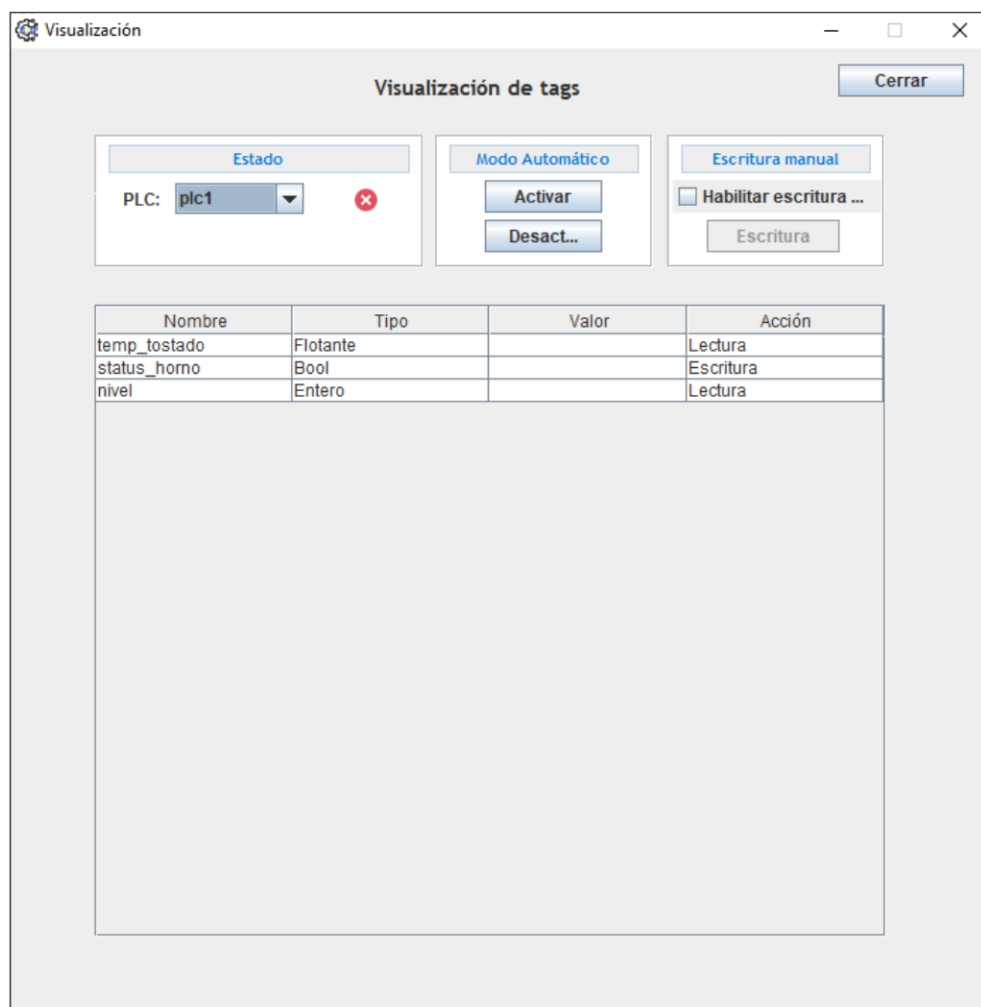 Visualización
Visualización de tags
Cerrar
Estado
PLC: plc1
Modo Automático
Activar
Desact...
Escritura manual
Habilitar escritura ...
Escritura
Nombre Tipo Valor Acción
temp_tostado Flotante Lectura
status_horno Bool Escritura
nivel Entero Lectura